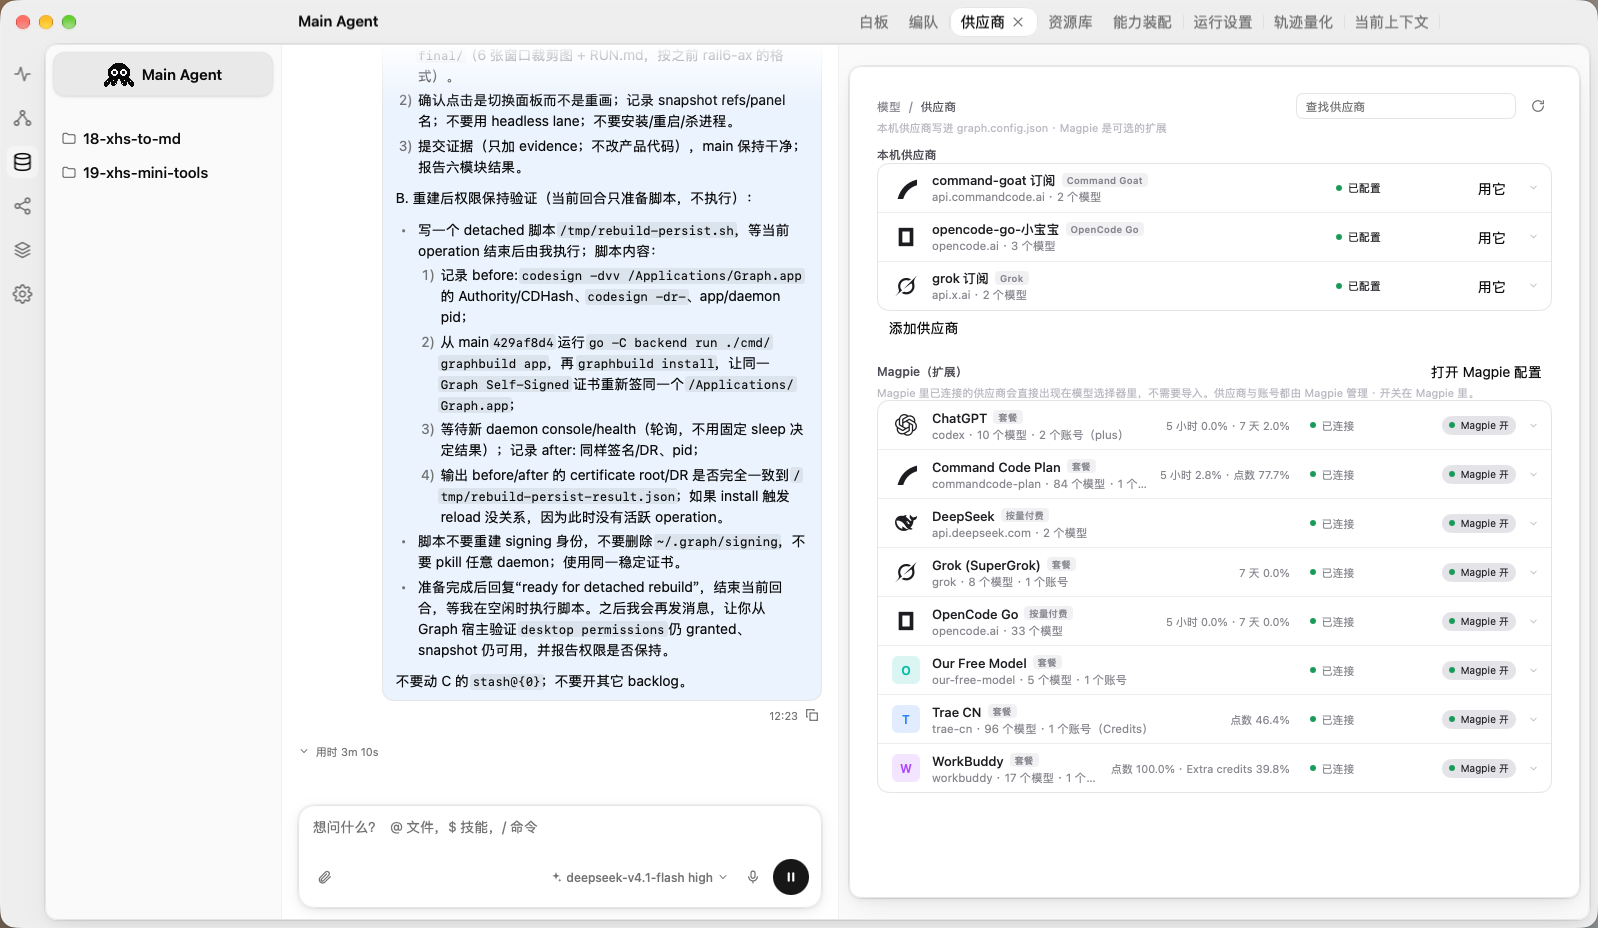 Main Agent
白板
编队
供应商
资源库
能力装配
运行设置
轨迹量化
当前上下文
Main Agent
18-xhs-to-md
19-xhs-mini-tools
final/（6 张窗口裁剪图 + RUN.md，按之前 rail6-ax 的格
式）。
2) 确认点击是切换面板而不是重画；记录 snapshot refs/panel
名；不要用 headless lane；不要安装/重启/杀进程。
3) 提交证据（只加 evidence；不改产品代码），main 保持干净；
报告六模块结果。
B. 重建后权限保持验证（当前回合只准备脚本，不执行）：
• 写一个 detached 脚本 /tmp/rebuild-persist.sh，等当前
operation 结束后由我执行；脚本内容：
1) 记录 before: codesign -dvv /Applications/Graph.app
的 Authority/CDHash、codesign -dr-、app/daemon
pid；
2) 从 main 429af8d4 运行 go -C backend run ./cmd/
graphbuild app，再 graphbuild install，让同一
Graph Self-Signed 证书重新签同一个 /Applications/
Graph.app；
3) 等待新 daemon console/health（轮询，不用固定 sleep 决
定结果）；记录 after: 同样签名/DR、pid；
4) 输出 before/after 的 certificate root/DR 是否完全一致到 /
tmp/rebuild-persist-result.json；如果 install 触发
reload 没关系，因为此时没有活跃 operation。
• 脚本不要重建 signing 身份，不要删除 ~/.graph/signing，不
要 pkill 任意 daemon；使用同一稳定证书。
• 准备完成后回复“ready for detached rebuild”，结束当前回
合，等我在空闲时执行脚本。之后我会再发消息，让你从
Graph 宿主验证 desktop permissions 仍 granted、
snapshot 仍可用，并报告权限是否保持。
不要动 C 的 stash@{0}；不要开其它 backlog。
12:23
用时 3m 10s
想问什么？ @ 文件，$ 技能，/ 命令
deepseek-v4.1-flash high
模型 / 供应商
查找供应商
本机供应商写进 graph.config.json · Magpie 是可选的扩展
本机供应商
command-goat 订阅 Command Goat
api.commandcode.ai · 2 个模型
已配置
用它
opencode-go-小宝宝 OpenCode Go
opencode.ai · 3 个模型
已配置
用它
grok 订阅 Grok
api.x.ai · 2 个模型
已配置
用它
添加供应商
Magpie（扩展）
打开 Magpie 配置
Magpie 里已连接的供应商会直接出现在模型选择器里，不需要导入。供应商与账号都由 Magpie 管理 · 开关在 Magpie 里。
ChatGPT 套餐
codex · 10 个模型 · 2 个账号（plus）
5 小时 0.0% · 7 天 2.0%
已连接
Magpie 开
Command Code Plan 套餐
commandcode-plan · 84 个模型 · 1 个...
5 小时 2.8% · 点数 77.7%
已连接
Magpie 开
DeepSeek 按量付费
api.deepseek.com · 2 个模型
已连接
Magpie 开
Grok (SuperGrok) 套餐
grok · 8 个模型 · 1 个账号
7 天 0.0%
已连接
Magpie 开
OpenCode Go 按量付费
opencode.ai · 33 个模型
5 小时 0.0% · 7 天 0.0%
已连接
Magpie 开
O
Our Free Model 套餐
our-free-model · 5 个模型 · 1 个账号
已连接
Magpie 开
T
Trae CN 套餐
trae-cn · 96 个模型 · 1 个账号（Credits）
点数 46.4%
已连接
Magpie 开
W
WorkBuddy 套餐
workbuddy · 17 个模型 · 1 个...
点数 100.0% · Extra credits 39.8%
已连接
Magpie 开